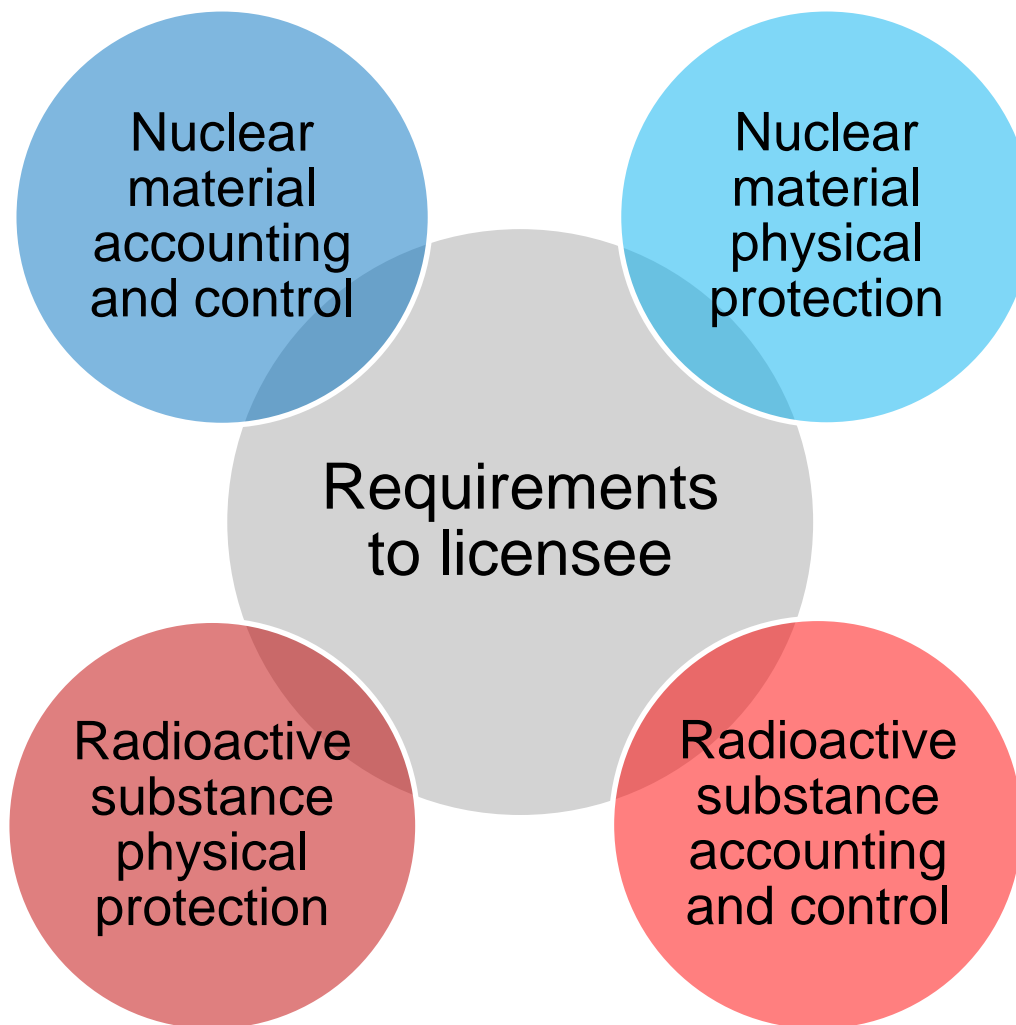 Nuclear
material
accounting
and control
Nuclear
material
physical
protection
Requirements
to licensee
Radioactive
substance
physical
protection
Radioactive
substance
accounting
and control